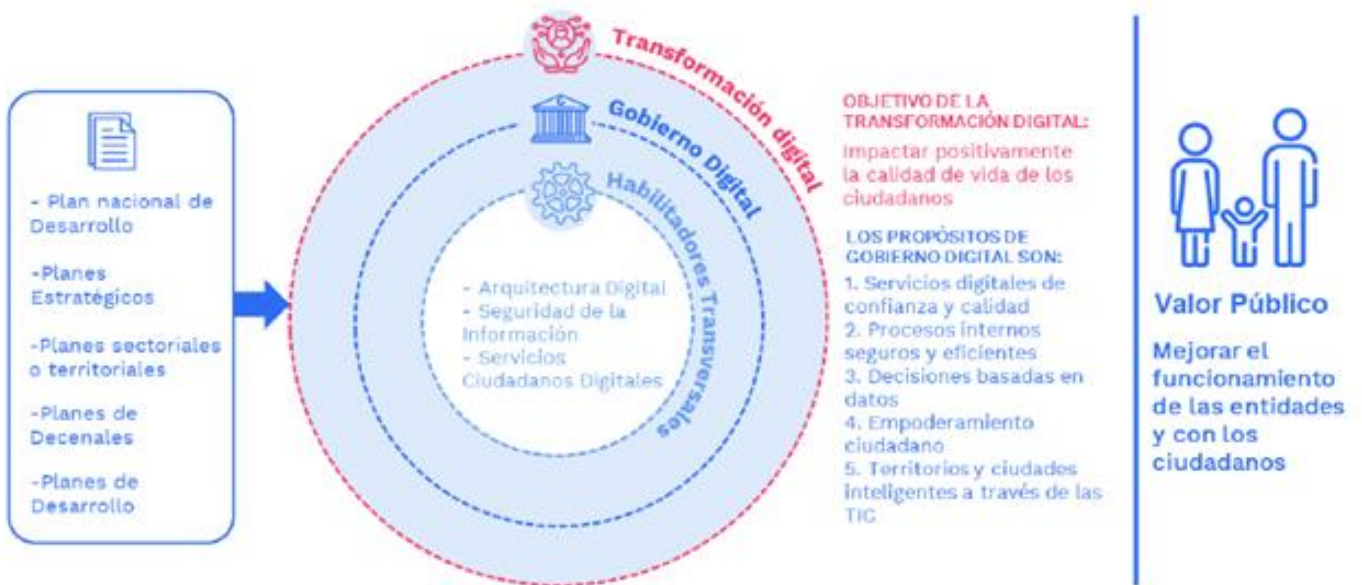 - Plan nacional de
Desarrollo
-Planes
Estratégicos
-Planes sectoriales
o territoriales
-Planes de
Decenales
-Planes de
Desarrollo
Transformación digital
Gobierno Digital
Habilitadores Transversales
- Arquitectura Digital
- Seguridad de la
Información
- Servicios
Ciudadanos Digitales
OBJETIVO DE LA
TRANSFORMACIÓN DIGITAL:
Impactar positivamente
la calidad de vida de los
ciudadanos
LOS PROPÓSITOS DE
GOBIERNO DIGITAL SON:
1. Servicios digitales de
confianza y calidad
2. Procesos internos
seguros y eficientes
3. Decisiones basadas en
datos
4. Empoderamiento
ciudadano
5. Territorios y ciudades
inteligentes a través de las
TIC
Valor Público
Mejorar el
funcionamiento
de las entidades
y con los
ciudadanos